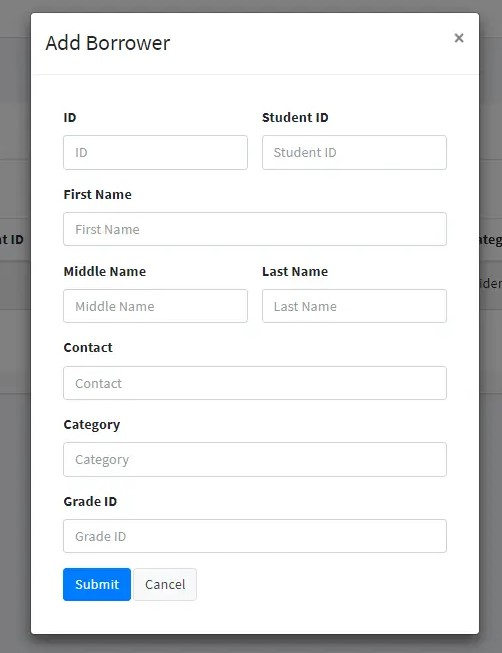 Add Borrower ×
ID Student ID
ID Student ID
First Name
First Name
t ID
Middle Name Last Name
Middle Name Last Name
Contact
Contact
Category
Category
Grade ID
Grade ID
Submit Cancel